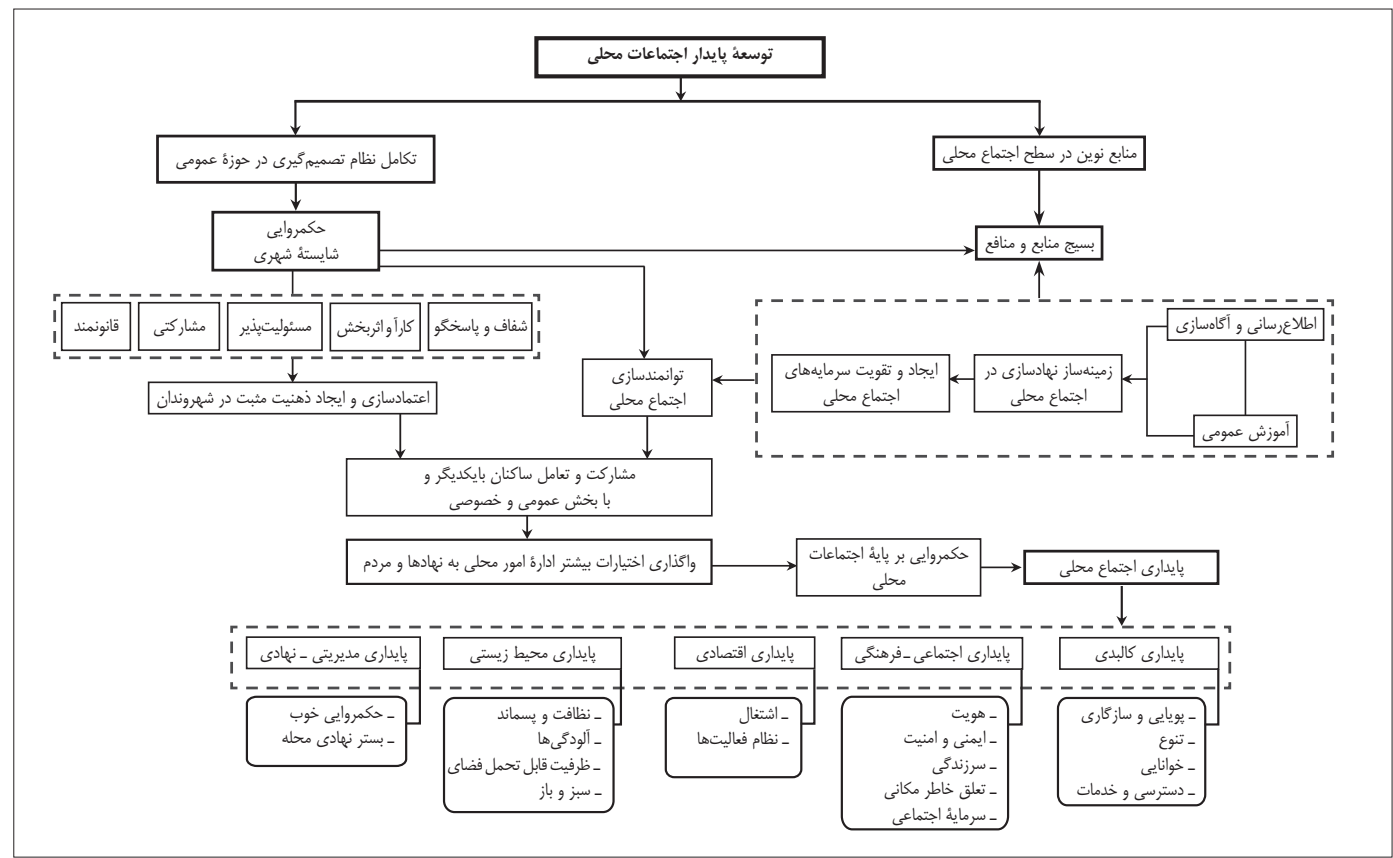 توسعهٔ پایدار اجتماعات محلی
منابع نوین در سطح اجتماع محلی
تکامل نظام تصمیم‌گیری در حوزهٔ عمومی
بسیج منابع و منافع
حکمروایی
شایستهٔ شهری
شفاف و پاسخگو
کارآ و اثربخش
مسئولیت‌پذیر
مشارکتی
قانونمند
اطلاع‌رسانی و آگاه‌سازی
آموزش عمومی
زمینه‌ساز نهادسازی در
اجتماع محلی
ایجاد و تقویت سرمایه‌های
اجتماع محلی
توانمندسازی
اجتماع محلی
اعتمادسازی و ایجاد ذهنیت مثبت در شهروندان
مشارکت و تعامل ساکنان بایکدیگر و
با بخش عمومی و خصوصی
واگذاری اختیارات بیشتر ادارهٔ امور محلی به نهادها و مردم
حکمروایی بر پایهٔ اجتماعات
محلی
پایداری اجتماع محلی
پایداری کالبدی
پایداری اجتماعی ـ فرهنگی
پایداری اقتصادی
پایداری محیط زیستی
پایداری مدیریتی ـ نهادی
ـ پویایی و سازگاری
ـ تنوع
ـ خوانایی
ـ دسترسی و خدمات
ـ هویت
ـ ایمنی و امنیت
ـ سرزندگی
ـ تعلق خاطر مکانی
ـ سرمایهٔ اجتماعی
ـ اشتغال
ـ نظام فعالیت‌ها
ـ نظافت و پسماند
ـ آلودگی‌ها
ـ ظرفیت قابل تحمل فضای
ـ سبز و باز
ـ حکمروایی خوب
ـ بستر نهادی محله